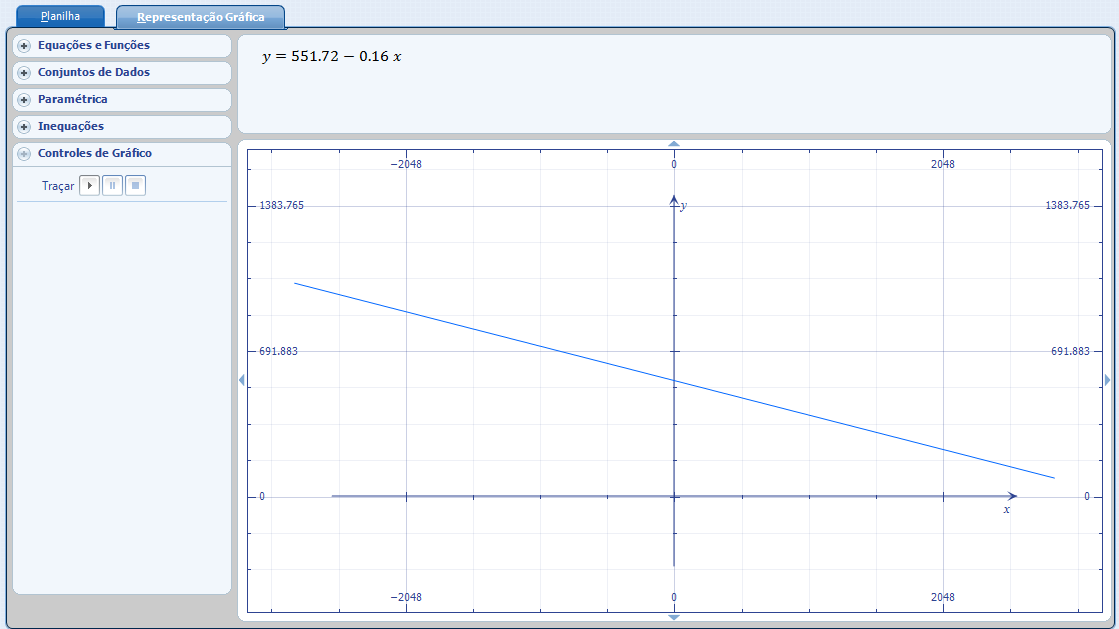 Planilha
Representação Gráfica
Equações e Funções
Conjuntos de Dados
Paramétrica
Inequações
Controles de Gráfico
Traçar
y = 551.72 − 0.16 x
−2048 0 2048
1383.765 y 1383.765
691.883 691.883
0 0
x
−2048 0 2048